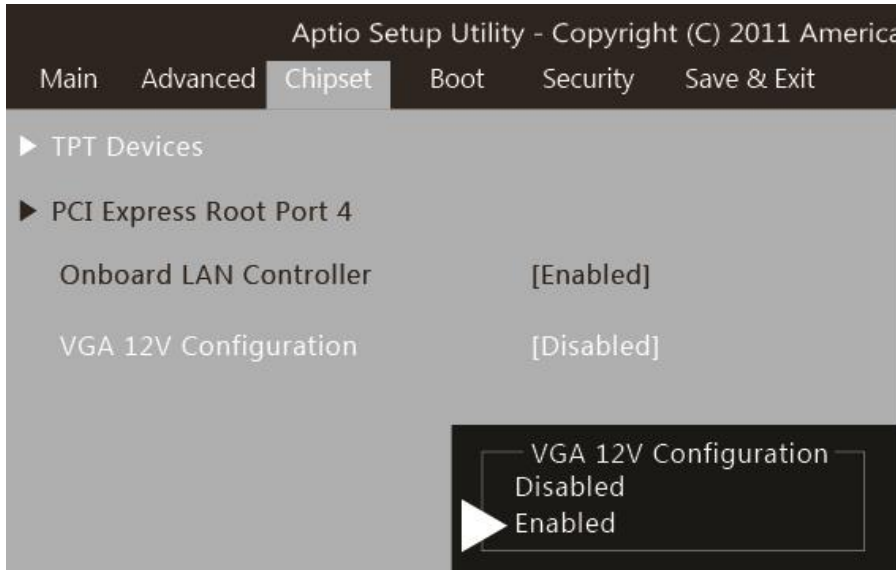 Aptio Setup Utility - Copyright (C) 2011 America
Main Advanced Chipset Boot Security Save & Exit
TPT Devices
PCI Express Root Port 4
Onboard LAN Controller [Enabled]
VGA 12V Configuration [Disabled]
VGA 12V Configuration
Disabled
Enabled